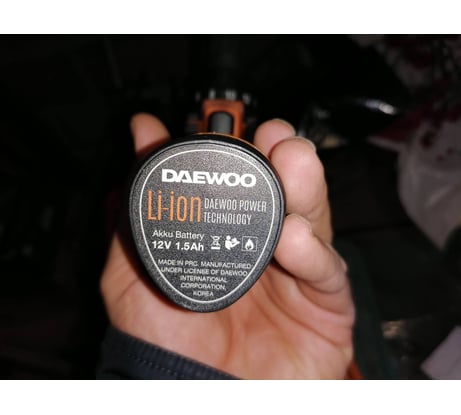 DAEWOO
Li-ion DAEWOO POWER
TECHNOLOGY
Akku Battery
12V 1.5Ah
MADE IN PRC. MANUFACTURED
UNDER LICENSE OF DAEWOO
INTERNATIONAL
CORPORATION,
KOREA